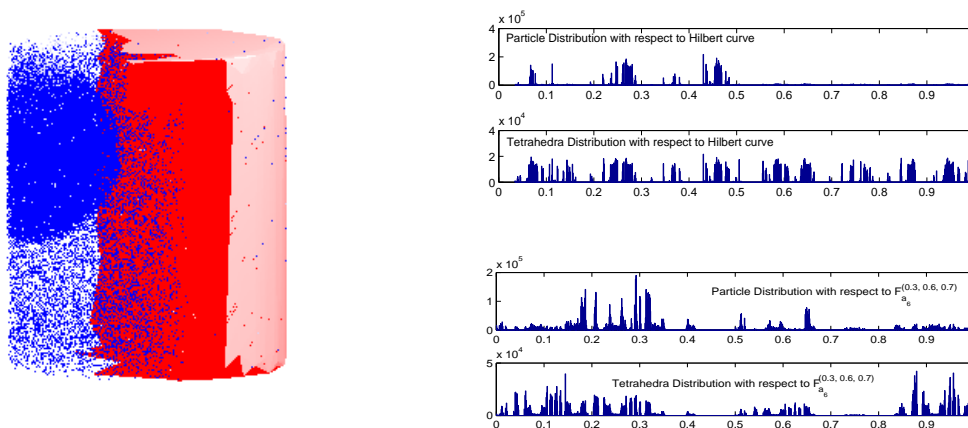 x 10^5
4
Particle Distribution with respect to Hilbert curve
2
0
0 0.1 0.2 0.3 0.4 0.5 0.6 0.7 0.8 0.9
x 10^4
4
Tetrahedra Distribution with respect to Hilbert curve
2
0
0 0.1 0.2 0.3 0.4 0.5 0.6 0.7 0.8 0.9
x 10^5
2
Particle Distribution with respect to F_{a_6}^{(0.3, 0.6, 0.7)}
1
0
0 0.1 0.2 0.3 0.4 0.5 0.6 0.7 0.8 0.9
x 10^4
5
Tetrahedra Distribution with respect to F_{a_6}^{(0.3, 0.6, 0.7)}
0
0 0.1 0.2 0.3 0.4 0.5 0.6 0.7 0.8 0.9